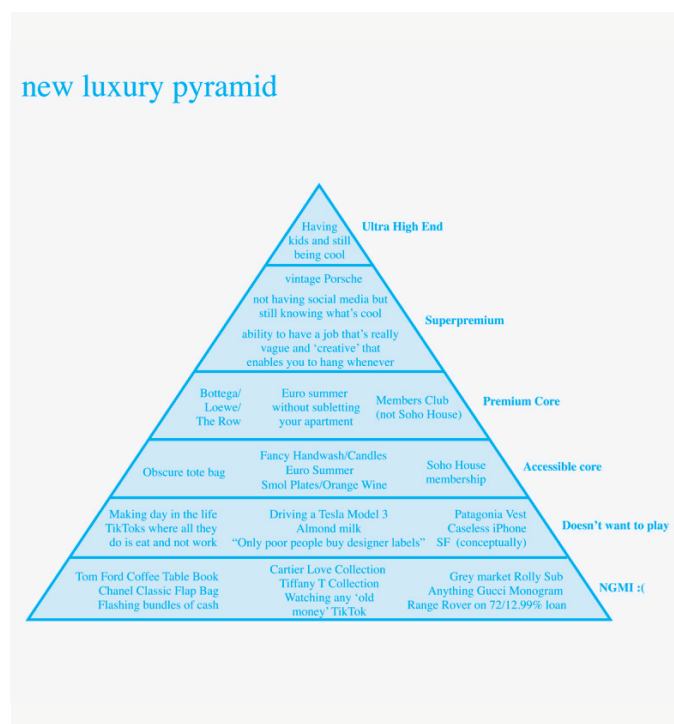 new luxury pyramid
Having
kids and still
being cool
Ultra High End
vintage Porsche
not having social media but
still knowing what's cool
ability to have a job that's really
vague and ‘creative’ that
enables you to hang whenever
Superpremium
Bottega/
Loewe/
The Row
Euro summer
without subletting
your apartment
Members Club
(not Soho House)
Premium Core
Obscure tote bag
Fancy Handwash/Candles
Euro Summer
Smol Plates/Orange Wine
Soho House
membership
Accessible core
Making day in the life
TikToks where all they
do is eat and not work
Driving a Tesla Model 3
Almond milk
“Only poor people buy designer labels”
Patagonia Vest
Caseless iPhone
SF (conceptually)
Doesn't want to play
Tom Ford Coffee Table Book
Chanel Classic Flap Bag
Flashing bundles of cash
Cartier Love Collection
Tiffany T Collection
Watching any ‘old
money’ TikTok
Grey market Rolly Sub
Anything Gucci Monogram
Range Rover on 72/12.99% loan
NGMI :(